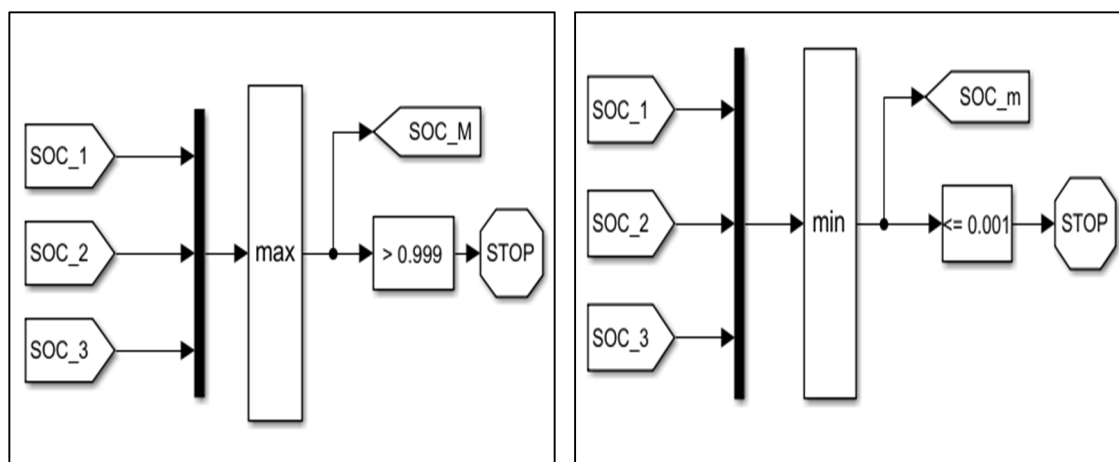 SOC_1
SOC_2
SOC_3
max
SOC_M
> 0.999
STOP
SOC_1
SOC_2
SOC_3
min
SOC_m
<= 0.001
STOP